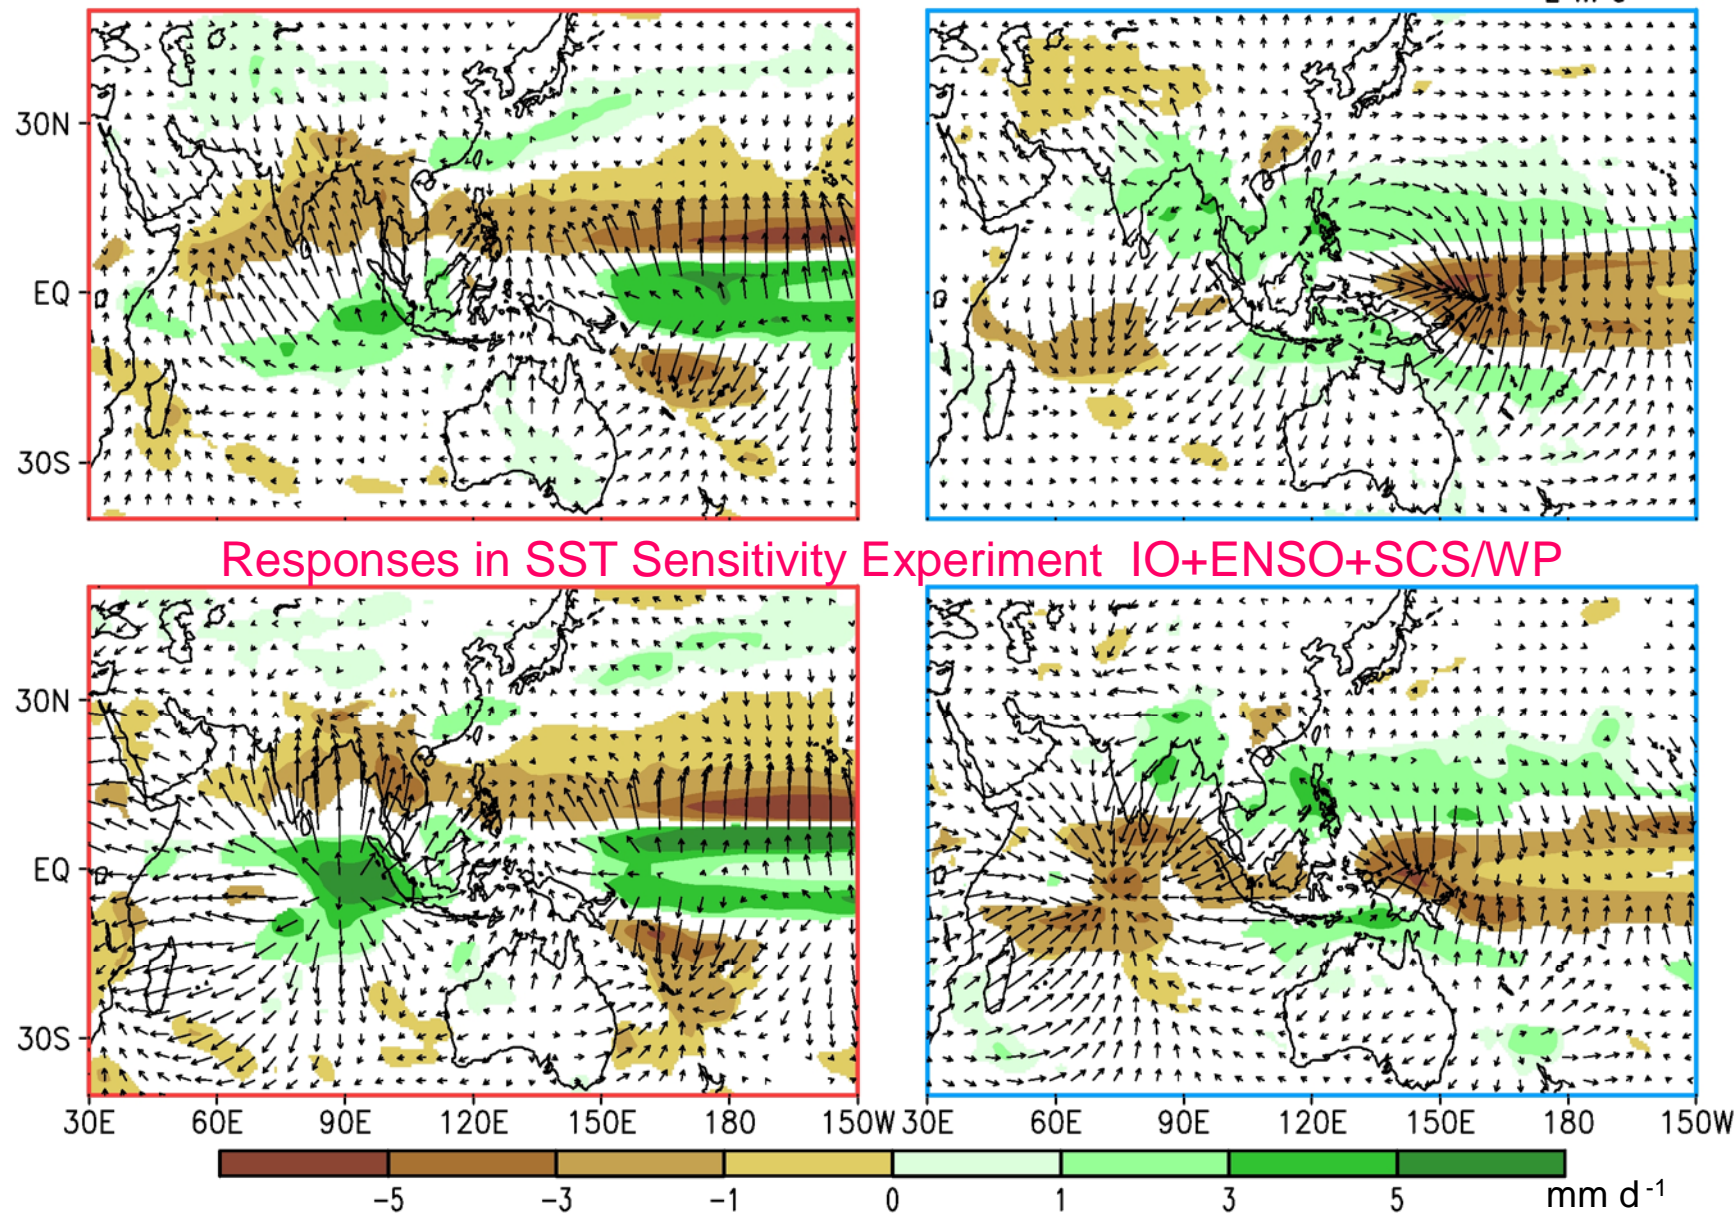 30N
EQ
30S
Responses in SST Sensitivity Experiment IO+ENSO+SCS/WP
30N
EQ
30S
30E 60E 90E 120E 150E 180 150W 30E 60E 90E 120E 150E 180 150W
-5 -3 -1 0 1 3 5 mm d-1